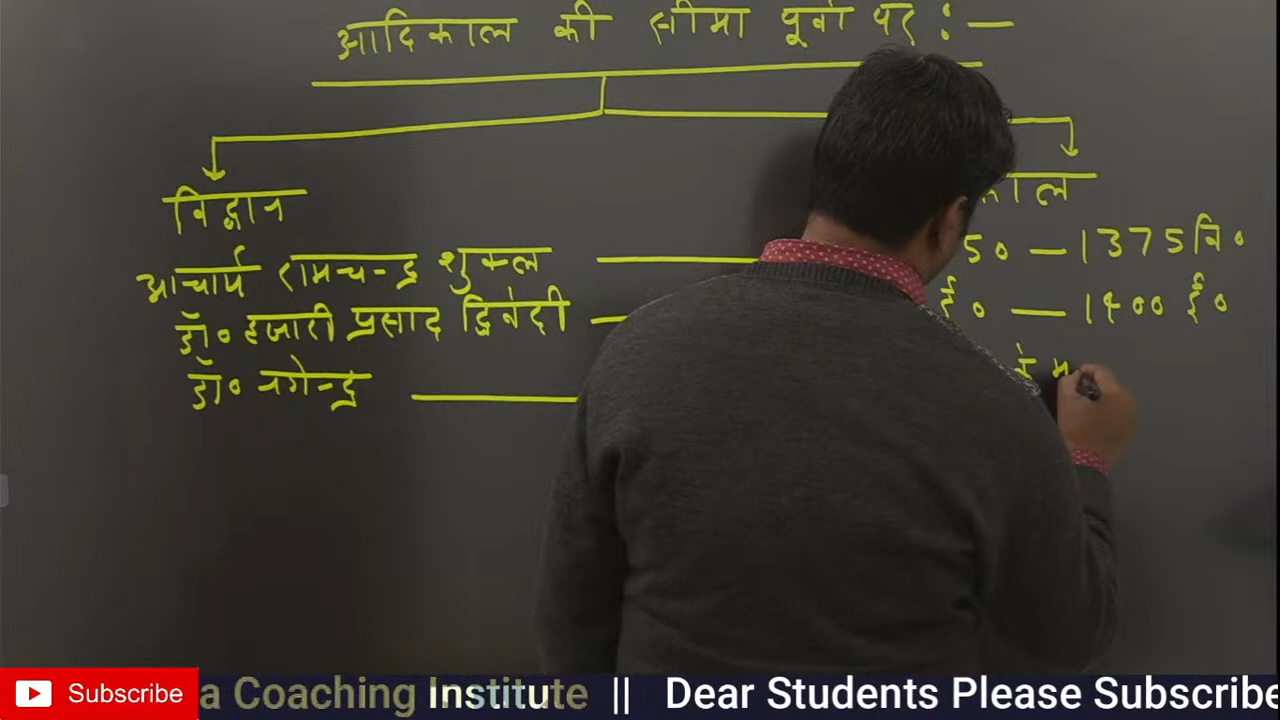 आदिकाल की सीमा पूर्वा पर : —
विद्वान
आचार्य रामचन्द्र शुक्ल — 50 — 1375 वि०
डॉ० हजारी प्रसाद द्विवेदी — ई० — 1400 ई०
डॉ० नगेन्द्र —
Subscribe
a Coaching Institute || Dear Students Please Subscribe